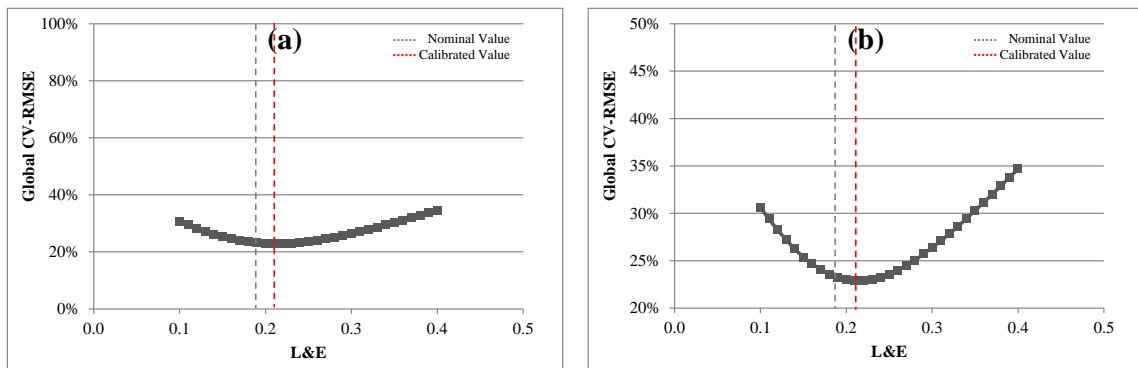 100%
80%
60%
40%
20%
0%
Global CV-RMSE
(a)
Nominal Value
Calibrated Value
0.0 0.1 0.2 0.3 0.4 0.5
L&E
50%
45%
40%
35%
30%
25%
20%
Global CV-RMSE
(b)
Nominal Value
Calibrated Value
0.0 0.1 0.2 0.3 0.4 0.5
L&E